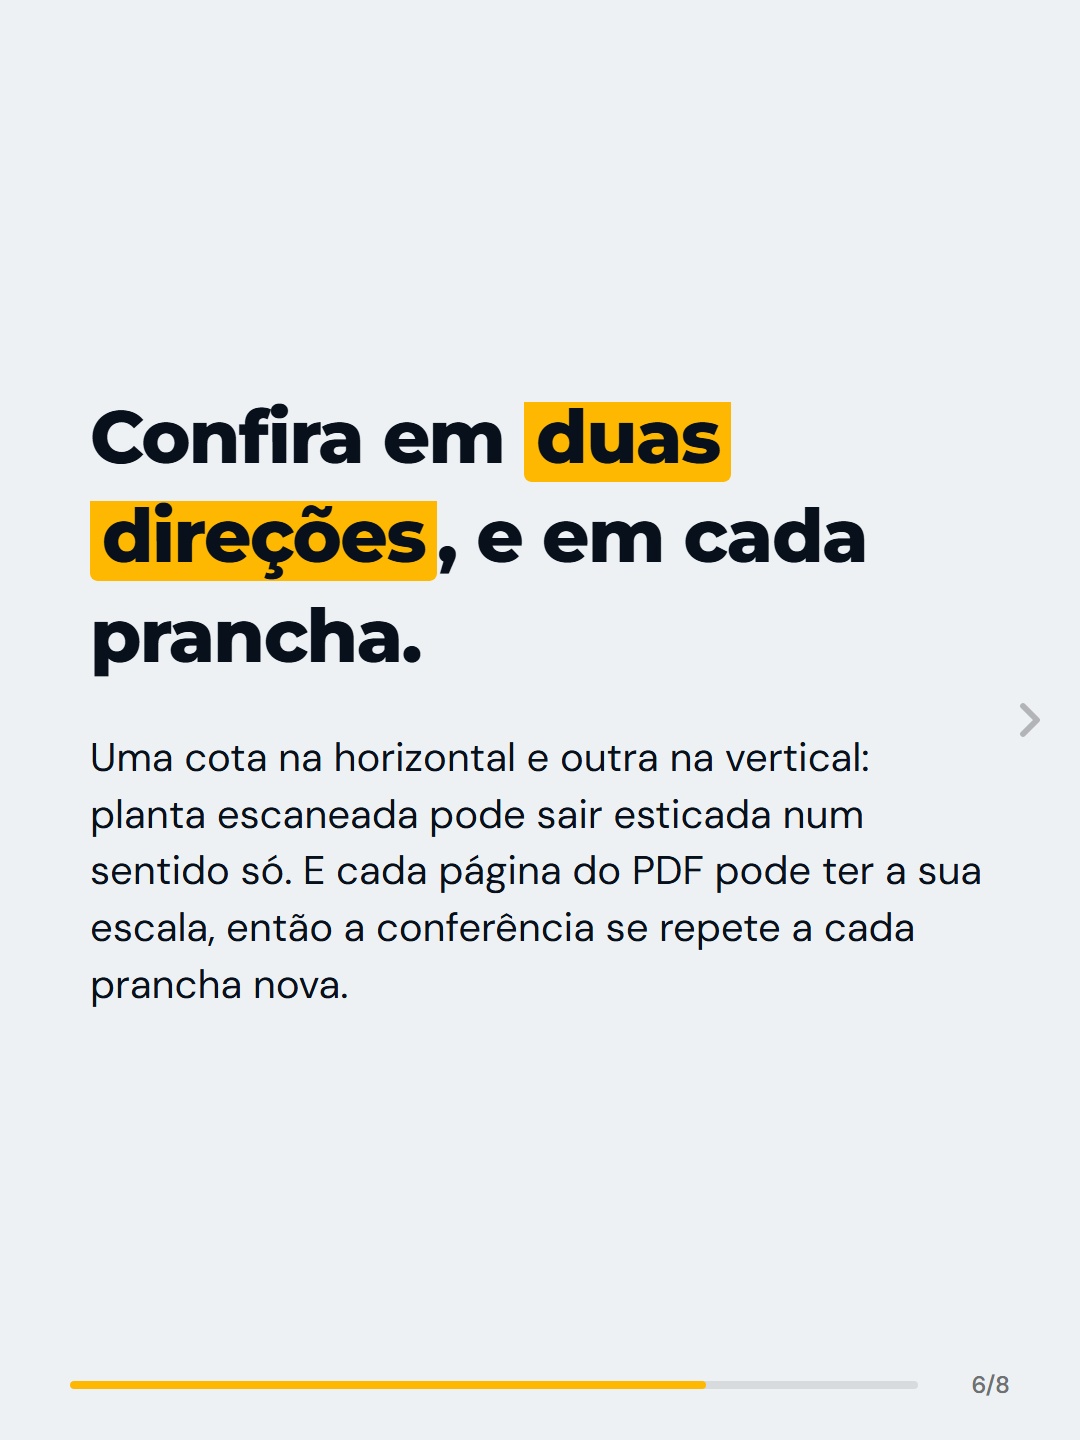 Confira em duas
direções, e em cada
prancha.
Uma cota na horizontal e outra na vertical:
planta escaneada pode sair esticada num
sentido só. E cada página do PDF pode ter a sua
escala, então a conferência se repete a cada
prancha nova.
6/8